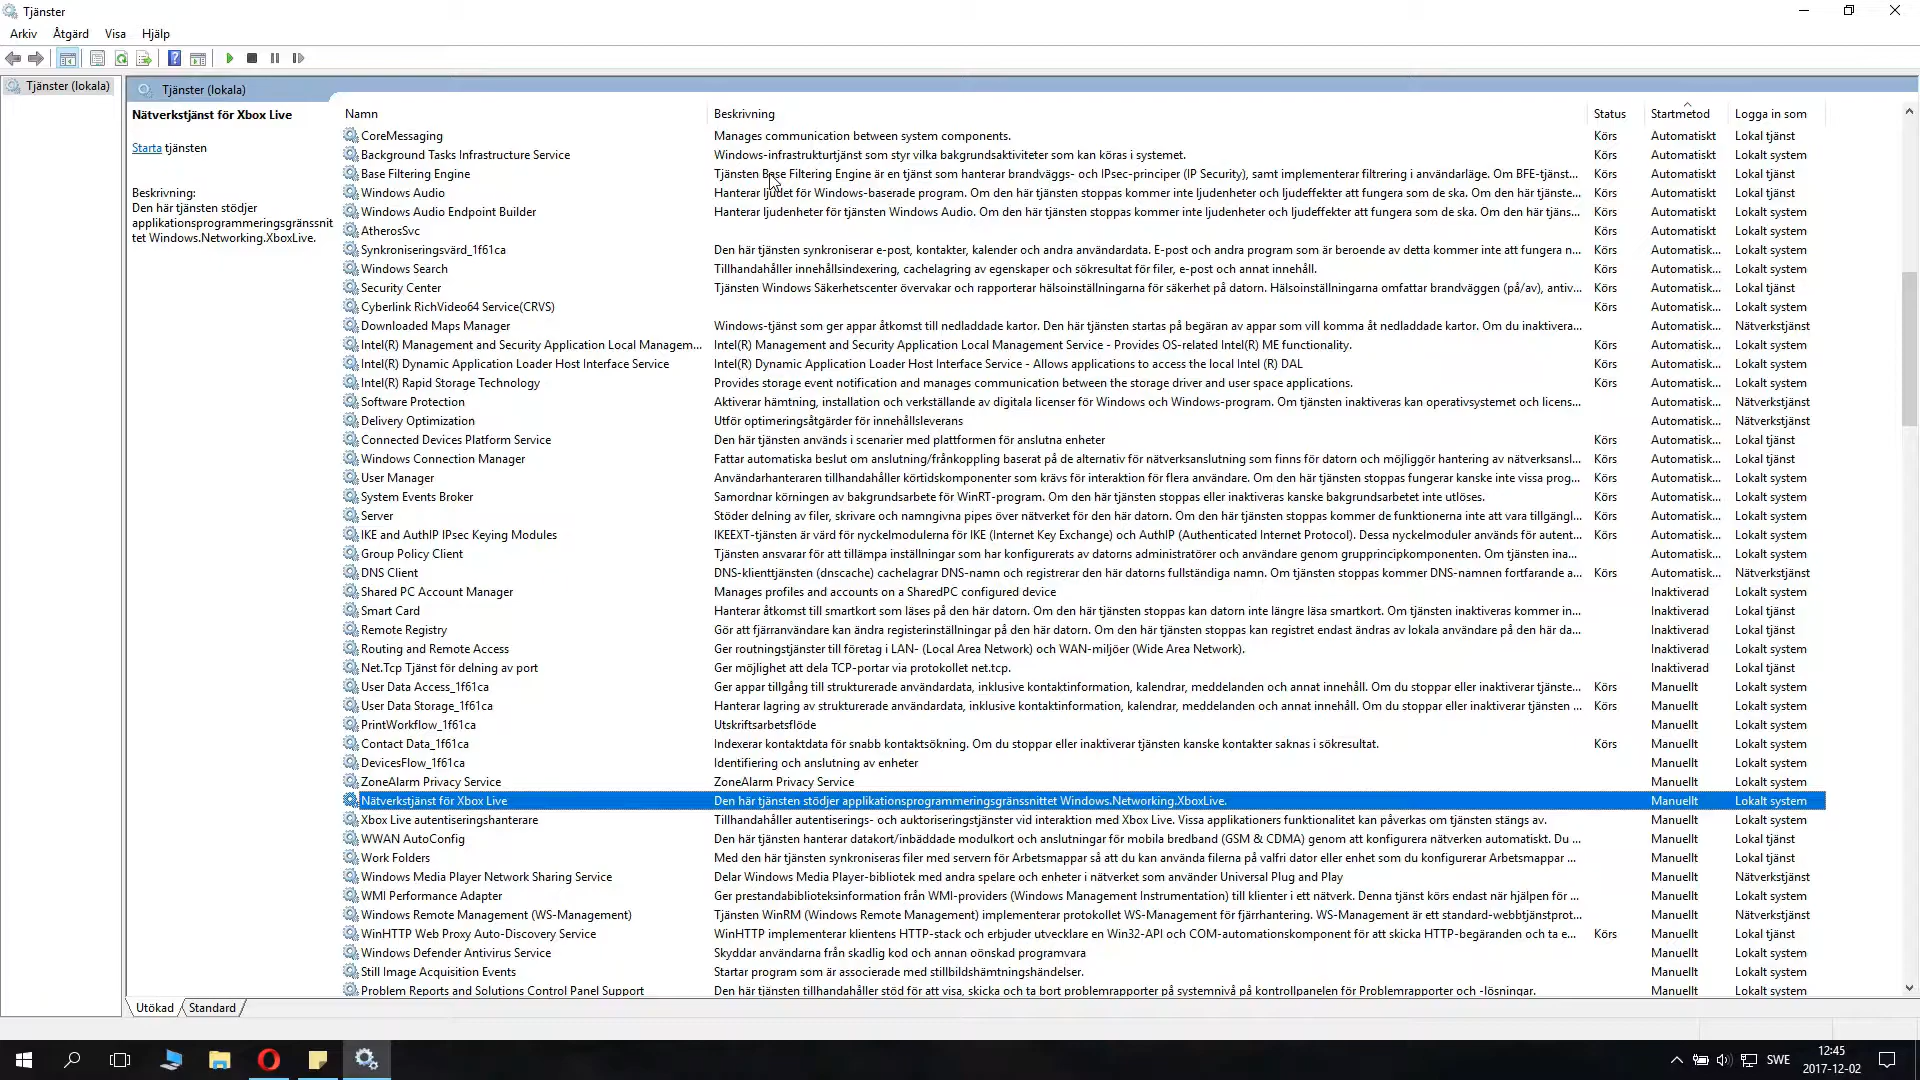 Tjänster
Arkiv Åtgärd Visa Hjälp
Tjänster (lokala)
Tjänster (lokala)
Nätverkstjänst för Xbox Live
Starta tjänsten
Beskrivning:
Den här tjänsten stödjer
applikationsprogrammeringsgränssnit
tet Windows.Networking.XboxLive.
Namn Beskrivning Status Startmetod Logga in som
CoreMessaging Manages communication between system components. Körs Automatiskt Lokal tjänst
Background Tasks Infrastructure Service Windows-infrastrukturtjänst som styr vilka bakgrundsaktiviteter som kan köras i systemet. Körs Automatiskt Lokalt system
Base Filtering Engine Tjänsten Base Filtering Engine är en tjänst som hanterar brandväggs- och IPsec-principer (IP Security), samt implementerar filtrering i användarläge. Om BFE-tjänst... Körs Automatiskt Lokal tjänst
Windows Audio Hanterar ljudet för Windows-baserade program. Om den här tjänsten stoppas kommer inte ljudenheter och ljudeffekter att fungera som de ska. Om den här tjänste... Körs Automatiskt Lokal tjänst
Windows Audio Endpoint Builder Hanterar ljudenheter för tjänsten Windows Audio. Om den här tjänsten stoppas kommer inte ljudenheter och ljudeffekter att fungera som de ska. Om den här tjäns... Körs Automatiskt Lokalt system
AtherosSvc Körs Automatiskt Lokalt system
Synkroniseringsvärd_1f61ca Den här tjänsten synkroniserar e-post, kontakter, kalender och andra användardata. E-post och andra program som är beroende av detta kommer inte att fungera n... Körs Automatisk... Lokalt system
Windows Search Tillhandahåller innehållsindexering, cachelagring av egenskaper och sökresultat för filer, e-post och annat innehåll. Körs Automatisk... Lokalt system
Security Center Tjänsten Windows Säkerhetscenter övervakar och rapporterar hälsoinställningarna för säkerhet på datorn. Hälsoinställningarna omfattar brandväggen (på/av), antiv... Körs Automatisk... Lokal tjänst
Cyberlink RichVideo64 Service(CRVS) Körs Automatisk... Lokalt system
Downloaded Maps Manager Windows-tjänst som ger appar åtkomst till nedladdade kartor. Den här tjänsten startas på begäran av appar som vill komma åt nedladdade kartor. Om du inaktivera... Automatisk... Nätverkstjänst
Intel(R) Management and Security Application Local Managem... Intel(R) Management and Security Application Local Management Service - Provides OS-related Intel(R) ME functionality. Körs Automatisk... Lokalt system
Intel(R) Dynamic Application Loader Host Interface Service Intel(R) Dynamic Application Loader Host Interface Service - Allows applications to access the local Intel (R) DAL Körs Automatisk... Lokalt system
Intel(R) Rapid Storage Technology Provides storage event notification and manages communication between the storage driver and user space applications. Körs Automatisk... Lokalt system
Software Protection Aktiverar hämtning, installation och verkställande av digitala licenser för Windows och Windows-program. Om tjänsten inaktiveras kan operativsystemet och licens... Automatisk... Nätverkstjänst
Delivery Optimization Utför optimeringsåtgärder för innehållsleverans Automatisk... Nätverkstjänst
Connected Devices Platform Service Den här tjänsten används i scenarier med plattformen för anslutna enheter Körs Automatisk... Lokal tjänst
Windows Connection Manager Fattar automatiska beslut om anslutning/frånkoppling baserat på de alternativ för nätverksanslutning som finns för datorn och möjliggör hantering av nätverksansl... Körs Automatisk... Lokal tjänst
User Manager Användarhanteraren tillhandahåller körtidskomponenter som krävs för interaktion för flera användare. Om den här tjänsten stoppas fungerar kanske inte vissa prog... Körs Automatisk... Lokalt system
System Events Broker Samordnar körningen av bakgrundsarbete för WinRT-program. Om den här tjänsten stoppas eller inaktiveras kanske bakgrundsarbetet inte utlöses. Körs Automatisk... Lokalt system
Server Stöder delning av filer, skrivare och namngivna pipes över nätverket för den här datorn. Om den här tjänsten stoppas kommer de funktionerna inte att vara tillgängl... Körs Automatisk... Lokalt system
IKE and AuthIP IPsec Keying Modules IKEEXT-tjänsten är värd för nyckelmodulerna för IKE (Internet Key Exchange) och AuthIP (Authenticated Internet Protocol). Dessa nyckelmoduler används för autent... Körs Automatisk... Lokalt system
Group Policy Client Tjänsten ansvarar för att tillämpa inställningar som har konfigurerats av datorns administratörer och användare genom grupprincipkomponenten. Om tjänsten ina... Automatisk... Lokalt system
DNS Client DNS-klienttjänsten (dnscache) cachelagrar DNS-namn och registrerar den här datorns fullständiga namn. Om tjänsten stoppas kommer DNS-namnen fortfarande a... Körs Automatisk... Nätverkstjänst
Shared PC Account Manager Manages profiles and accounts on a SharedPC configured device Inaktiverad Lokalt system
Smart Card Hanterar åtkomst till smartkort som läses på den här datorn. Om den här tjänsten stoppas kan datorn inte längre läsa smartkort. Om tjänsten inaktiveras kommer in... Inaktiverad Lokal tjänst
Remote Registry Gör att fjärranvändare kan ändra registerinställningar på den här datorn. Om den här tjänsten stoppas kan registret endast ändras av lokala användare på den här da... Inaktiverad Lokal tjänst
Routing and Remote Access Ger routningstjänster till företag i LAN- (Local Area Network) och WAN-miljöer (Wide Area Network). Inaktiverad Lokalt system
Net.Tcp Tjänst för delning av port Ger möjlighet att dela TCP-portar via protokollet net.tcp. Inaktiverad Lokal tjänst
User Data Access_1f61ca Ger appar tillgång till strukturerade användardata, inklusive kontaktinformation, kalendrar, meddelanden och annat innehåll. Om du stoppar eller inaktiverar tjänste... Körs Manuellt Lokalt system
User Data Storage_1f61ca Hanterar lagring av strukturerade användardata, inklusive kontaktinformation, kalendrar, meddelanden och annat innehåll. Om du stoppar eller inaktiverar tjänsten ... Körs Manuellt Lokalt system
PrintWorkflow_1f61ca Utskriftsarbetsflöde Manuellt Lokalt system
Contact Data_1f61ca Indexerar kontaktdata för snabb kontaktsökning. Om du stoppar eller inaktiverar tjänsten kanske kontakter saknas i sökresultat. Körs Manuellt Lokalt system
DevicesFlow_1f61ca Identifiering och anslutning av enheter Manuellt Lokalt system
ZoneAlarm Privacy Service ZoneAlarm Privacy Service Manuellt Lokalt system
Nätverkstjänst för Xbox Live Den här tjänsten stödjer applikationsprogrammeringsgränssnittet Windows.Networking.XboxLive. Manuellt Lokalt system
Xbox Live autentiseringshanterare Tillhandahåller autentiserings- och auktoriseringstjänster vid interaktion med Xbox Live. Vissa applikationers funktionalitet kan påverkas om tjänsten stängs av. Manuellt Lokalt system
WWAN AutoConfig Den här tjänsten hanterar datakort/inbäddade modulkort och anslutningar för mobila bredband (GSM & CDMA) genom att konfigurera nätverken automatiskt. Du ... Manuellt Lokal tjänst
Work Folders Med den här tjänsten synkroniseras filer med servern för Arbetsmappar så att du kan använda filerna på valfri dator eller enhet som du konfigurerar Arbetsmappar ... Manuellt Lokal tjänst
Windows Media Player Network Sharing Service Delar Windows Media Player-bibliotek med andra spelare och enheter i nätverket som använder Universal Plug and Play Manuellt Nätverkstjänst
WMI Performance Adapter Ger prestandabiblioteksinformation från WMI-providers (Windows Management Instrumentation) till klienter i ett nätverk. Denna tjänst körs endast när hjälpen för ... Manuellt Lokalt system
Windows Remote Management (WS-Management) Tjänsten WinRM (Windows Remote Management) implementerar protokollet WS-Management för fjärrhantering. WS-Management är ett standard-webbtjänstprot... Manuellt Nätverkstjänst
WinHTTP Web Proxy Auto-Discovery Service WinHTTP implementerar klientens HTTP-stack och erbjuder utvecklare en Win32-API och COM-automationskomponent för att skicka HTTP-begäranden och ta e... Körs Manuellt Lokal tjänst
Windows Defender Antivirus Service Skyddar användarna från skadlig kod och annan oönskad programvara Manuellt Lokalt system
Still Image Acquisition Events Startar program som är associerade med stillbildshämtningshändelser. Manuellt Lokalt system
Problem Reports and Solutions Control Panel Support Den här tjänsten tillhandahåller stöd för att visa, skicka och ta bort problemrapporter på systemnivå på kontrollpanelen för Problemrapporter och -lösningar. Manuellt Lokalt system
Utökad Standard
SWE 12:45
2017-12-02